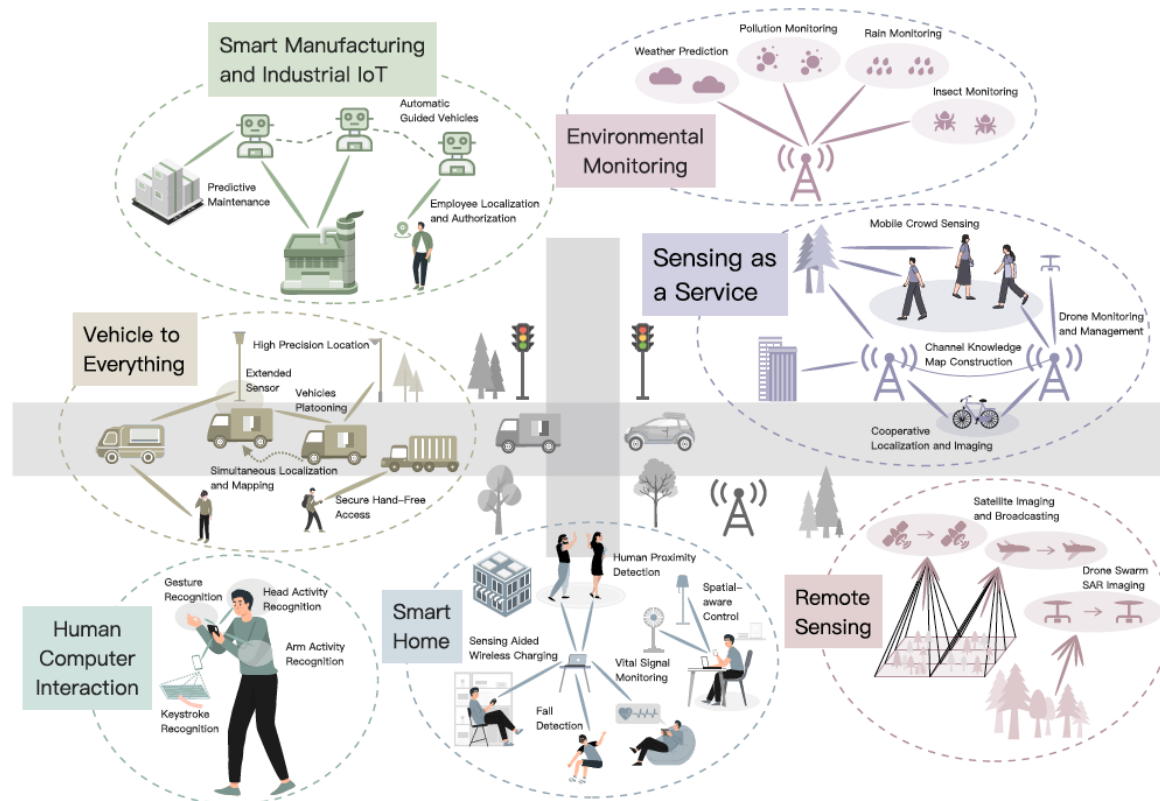 Smart Manufacturing
and Industrial IoT
Automatic
Guided Vehicles
Predictive
Maintenance
Employee Localization
and Authorization
Environmental
Monitoring
Weather Prediction
Pollution Monitoring
Rain Monitoring
Insect Monitoring
Sensing as
a Service
Mobile Crowd Sensing
Drone Monitoring
and Management
Channel Knowledge
Map Construction
Cooperative
Localization and Imaging
Vehicle to
Everything
High Precision Location
Extended
Sensor
Vehicles
Platooning
Simultaneous Localization
and Mapping
Secure Hand-Free
Access
Human
Computer
Interaction
Gesture
Recognition
Head Activity
Recognition
Arm Activity
Recognition
Keystroke
Recognition
Smart
Home
Human Proximity
Detection
Spatial-
aware
Control
Sensing Aided
Wireless Charging
Vital Signal
Monitoring
Fall
Detection
Remote
Sensing
Satellite Imaging
and Broadcasting
Drone Swarm
SAR Imaging